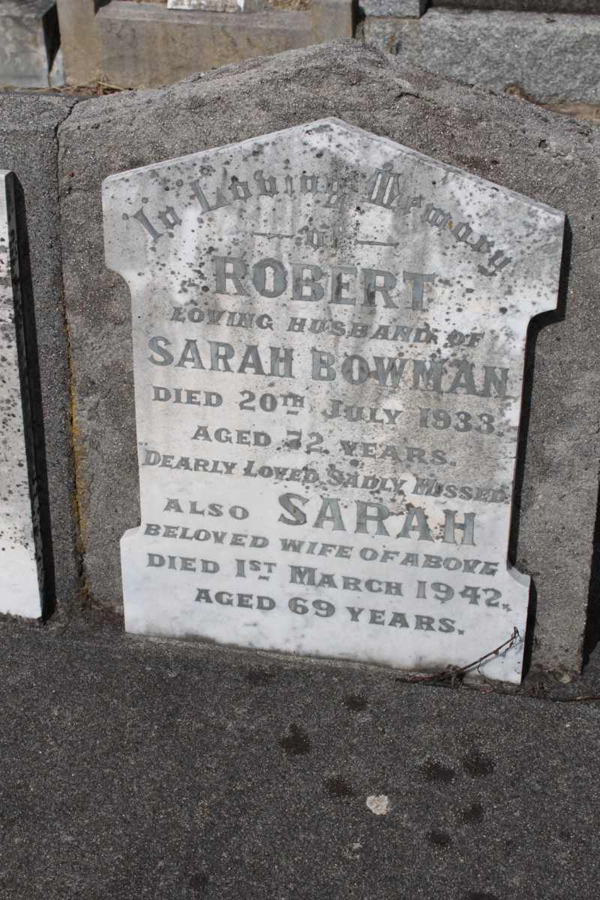 In Loving Memory
— of —
ROBERT
LOVING HUSBAND OF
SARAH BOWMAN
DIED 20TH JULY 1933.
AGED 72 YEARS.
DEARLY LOVED, SADLY MISSED.
ALSO SARAH
BELOVED WIFE OF ABOVE
DIED 1ST MARCH 1942.
AGED 69 YEARS.